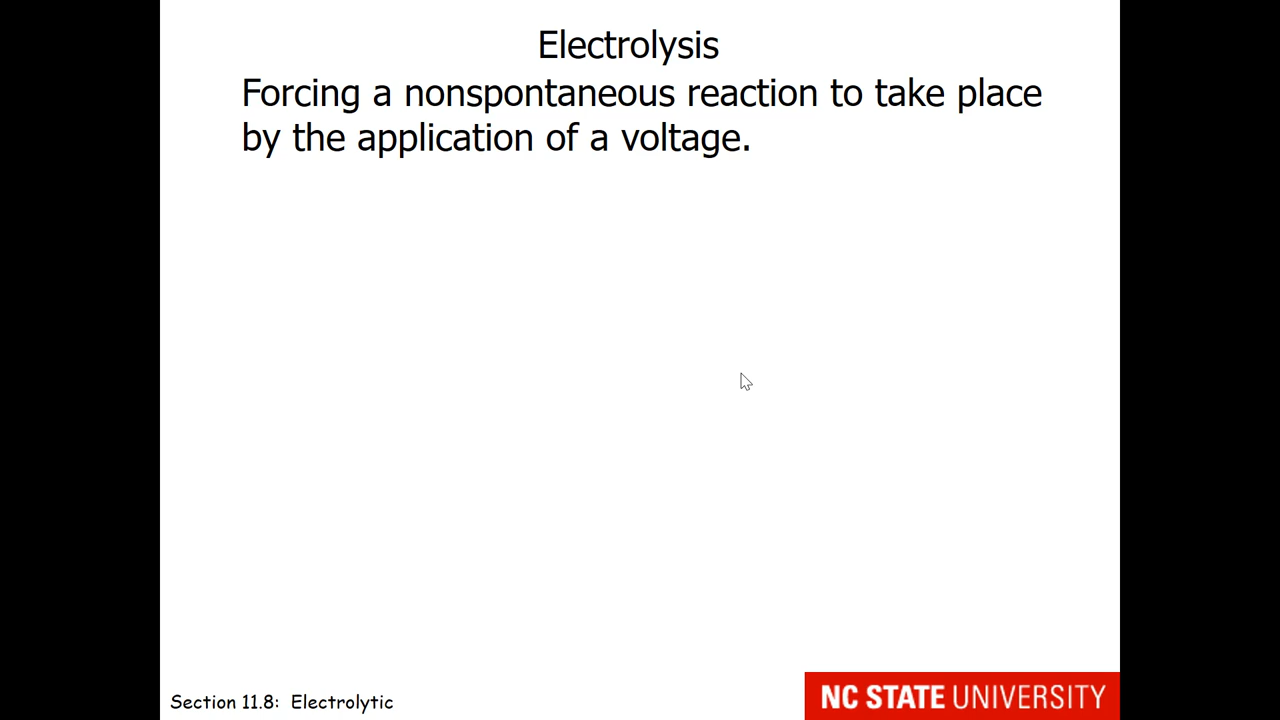 Electrolysis
Forcing a nonspontaneous reaction to take place
by the application of a voltage.
Section 11.8: Electrolytic
NC STATE UNIVERSITY